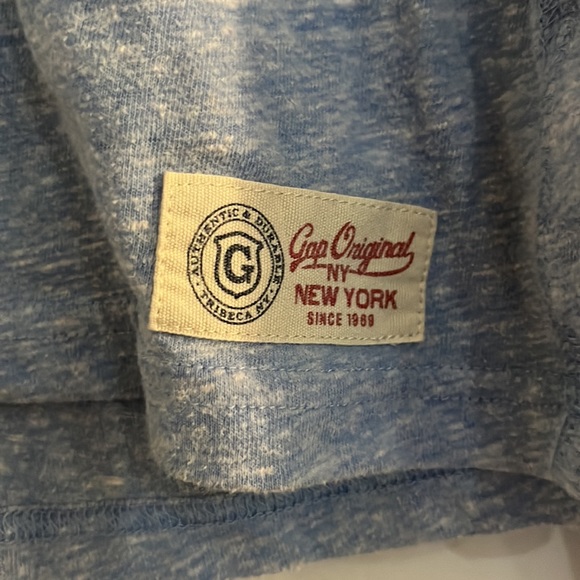 AUTHENTIC & DURABLE
G
TRIBECA NY
Gap Original
NY
NEW YORK
SINCE 1969